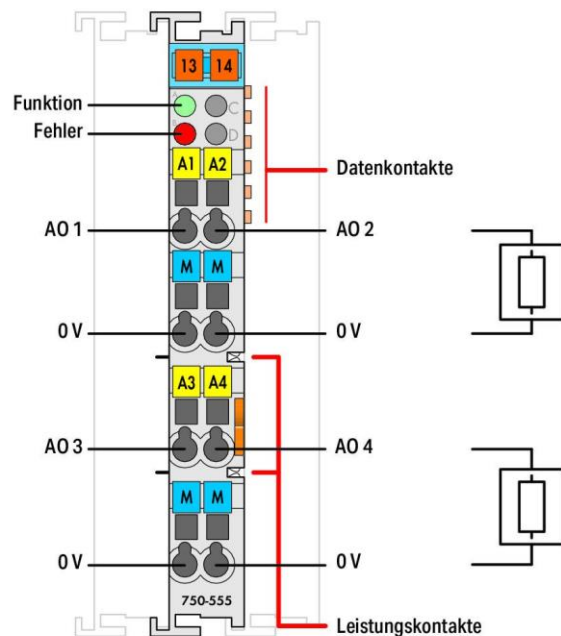 13 14
Funktion
A C
Fehler
B D
A1 A2
Datenkontakte
AO 1
AO 2
M M
0 V
0 V
A3 A4
AO 3
AO 4
M M
0 V
0 V
750-555
Leistungskontakte